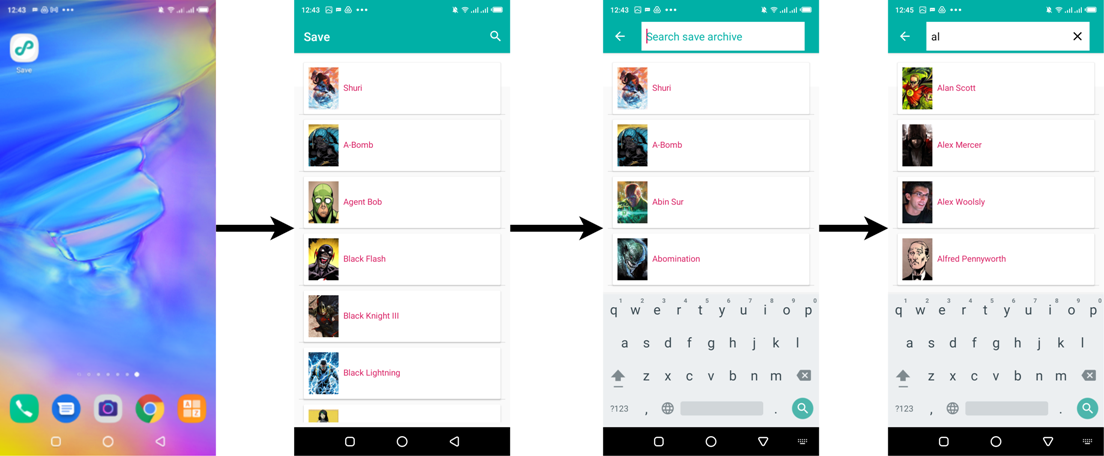 12:43
Save
12:43
Save
Shuri
A-Bomb
Agent Bob
Black Flash
Black Knight III
Black Lightning
12:43
Search save archive
Shuri
A-Bomb
Abin Sur
Abomination
1 2 3 4 5 6 7 8 9 0
q w e r t y u i o p
a s d f g h j k l
z x c v b n m
?123 , .
12:45
al
Alan Scott
Alex Mercer
Alex Woolsly
Alfred Pennyworth
1 2 3 4 5 6 7 8 9 0
q w e r t y u i o p
a s d f g h j k l
z x c v b n m
?123 , .